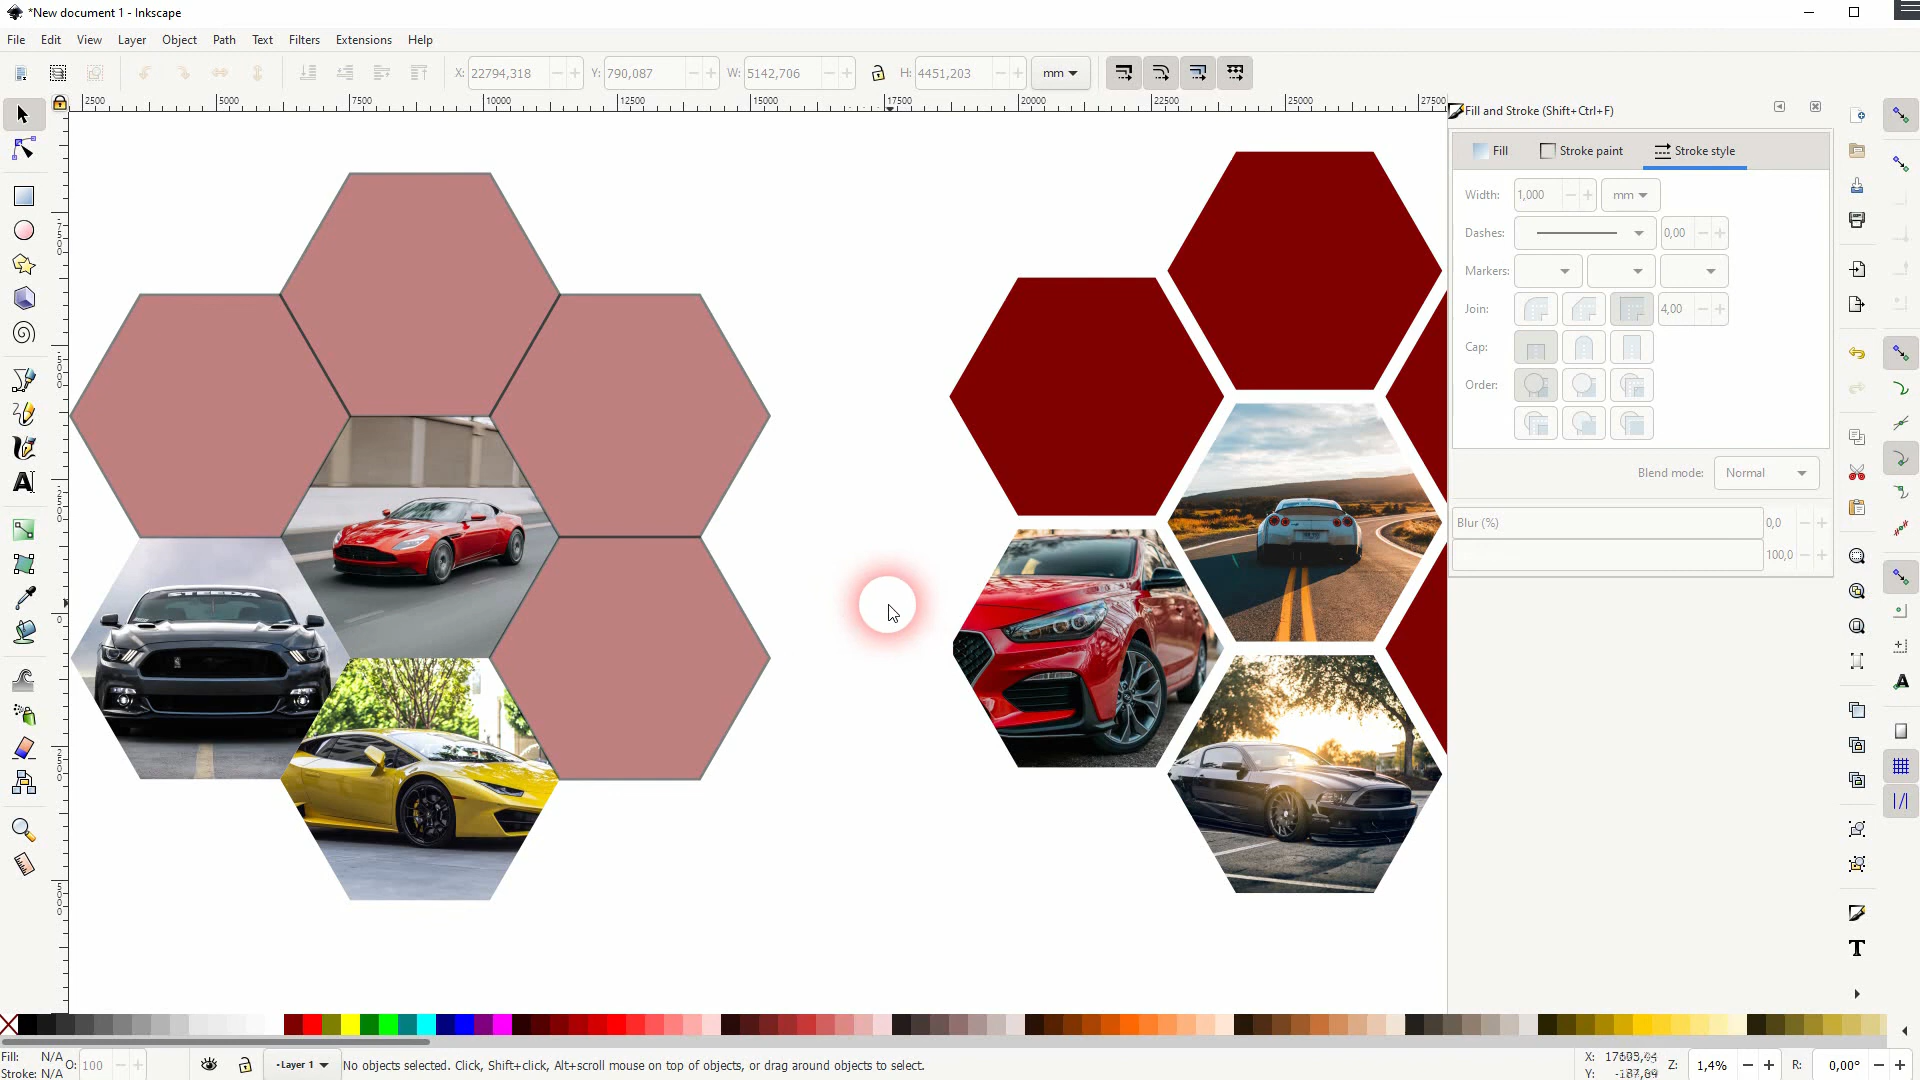 *New document 1 - Inkscape
File Edit View Layer Object Path Text Filters Extensions Help
X: 22794,318 Y: 790,087 W: 5142,706 H: 4451,203 mm
2500 5000 7500 10000 12500 15000 17500 20000 22500 25000 27500
Fill and Stroke (Shift+Ctrl+F)
Fill Stroke paint Stroke style
Width: 1,000 mm
Dashes: 0,00
Markers:
Join: 4,00
Cap:
Order:
Blend mode: Normal
Blur (%) 0,0
100,0
STEEDA
Fill: N/A
Stroke: N/A
O: 100
-Layer 1
No objects selected. Click, Shift+click, Alt+scroll mouse on top of objects, or drag around objects to select.
X:
Y:
Z: 1,4%
R: 0,00°